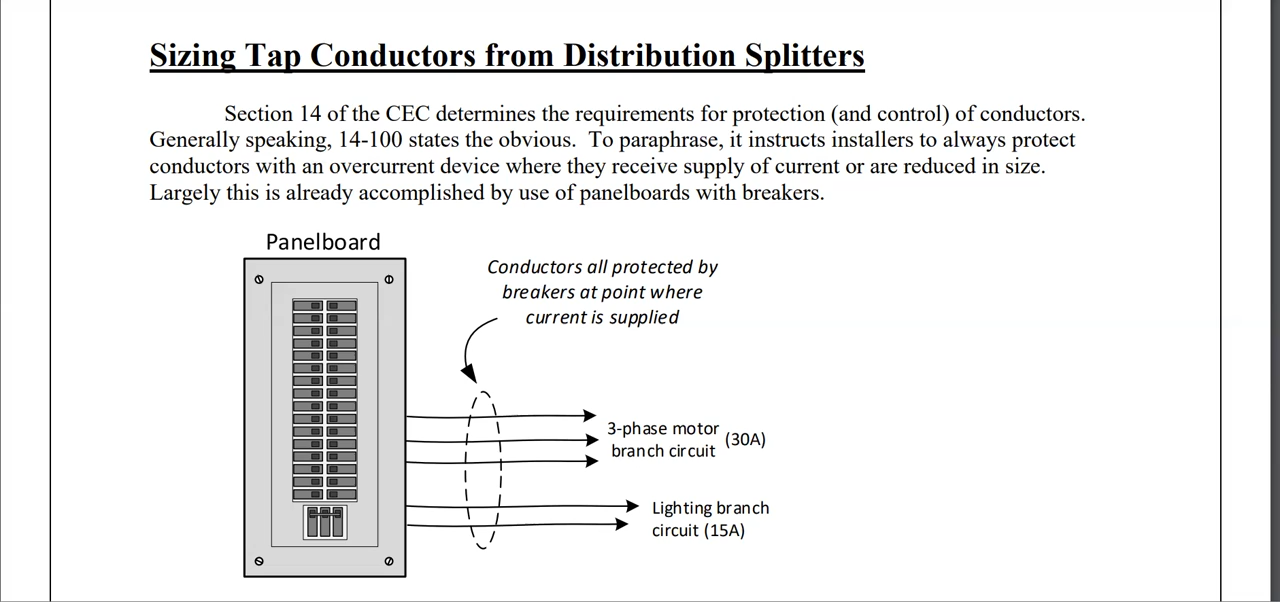 Sizing Tap Conductors from Distribution Splitters
Section 14 of the CEC determines the requirements for protection (and control) of conductors.
Generally speaking, 14-100 states the obvious.  To paraphrase, it instructs installers to always protect
conductors with an overcurrent device where they receive supply of current or are reduced in size.
Largely this is already accomplished by use of panelboards with breakers.
Panelboard
Conductors all protected by
breakers at point where
current is supplied
3-phase motor
branch circuit
(30A)
Lighting branch
circuit (15A)